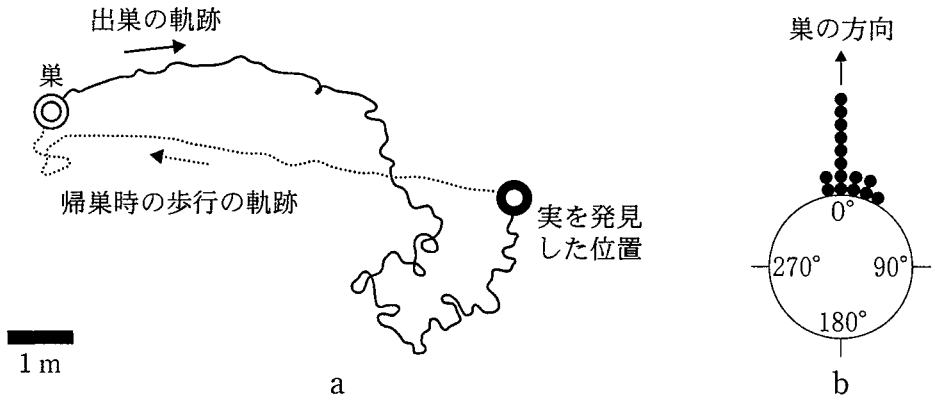 出巣の軌跡
巣
帰巣時の歩行の軌跡
実を発見
した位置
1 m
a
巣の方向
0°
270°
90°
180°
b